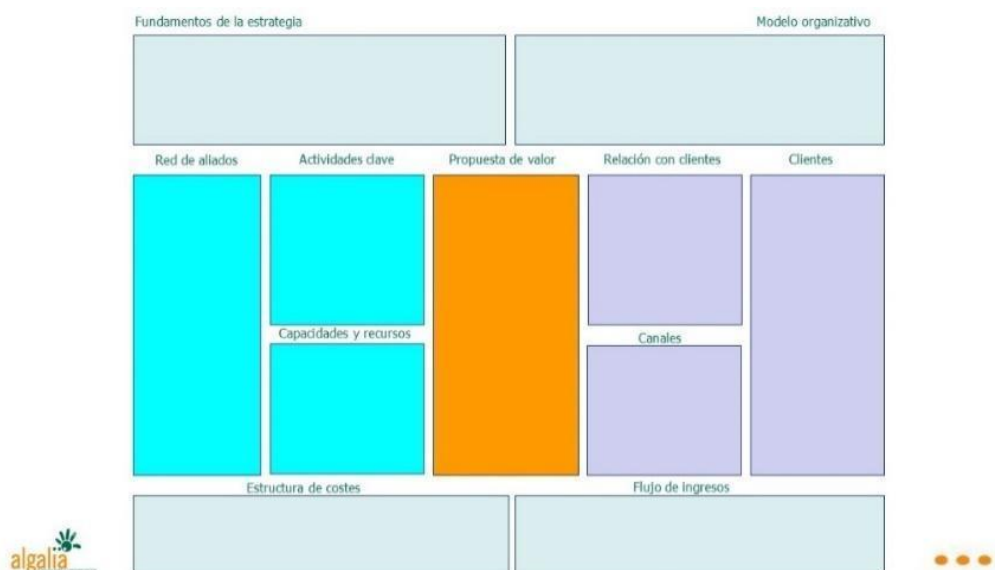 Fundamentos de la estrategia
Modelo organizativo
Red de aliados
Actividades clave
Propuesta de valor
Relación con clientes
Clientes
Capacidades y recursos
Canales
Estructura de costes
Flujo de ingresos
algalia